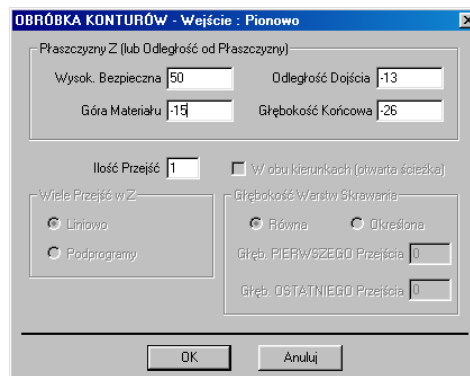 OBRÓBKA KONTURÓW - Wejście : Pionowo
Płaszczyzny Z (lub Odległość od Płaszczyzny)
Wysok. Bezpieczna 50 Odległość Dojścia -13
Góra Materiału -15 Głębokość Końcowa -26
Ilość Przejść 1 W obu kierunkach (otwarta ścieżka)
Wiele Przejść w Z Głębokość Warstw Skrawania
Liniowo Równa Określona
Podprogramy Głęb. PIERWSZEGO Przejścia 0
Głęb. OSTATNIEGO Przejścia 0
OK Anuluj